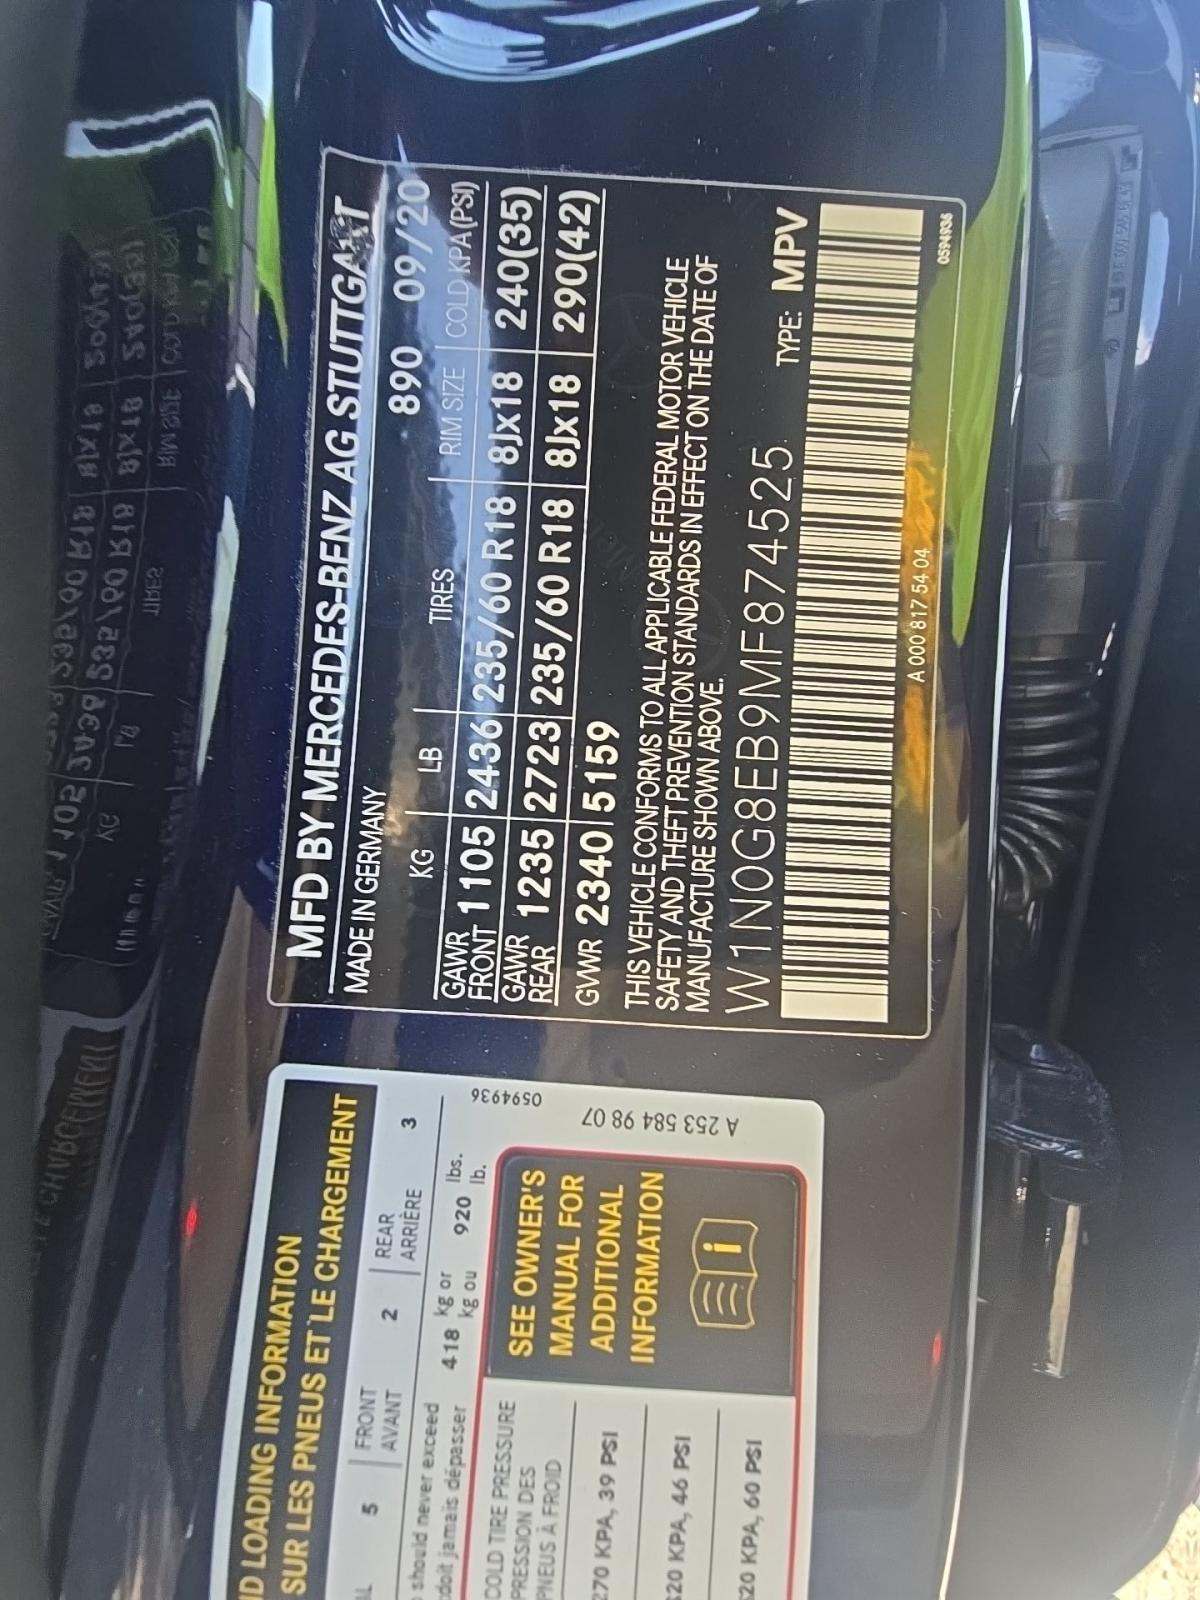 MFD BY MERCEDES-BENZ AG STUTTGART
MADE IN GERMANY 890 09/20
KG LB TIRES RIM SIZE COLD KPA(PSI)
GAWR
FRONT 1105 2436 235/60 R18 8Jx18 240(35)
GAWR
REAR 1235 2723 235/60 R18 8Jx18 290(42)
GVWR 2340 5159
THIS VEHICLE CONFORMS TO ALL APPLICABLE FEDERAL MOTOR VEHICLE
SAFETY AND THEFT PREVENTION STANDARDS IN EFFECT ON THE DATE OF
MANUFACTURE SHOWN ABOVE.
W1N0G8EB9MF874525 TYPE: MPV
A 000 817 54 04
0594936
LOADING INFORMATION
SUR LES PNEUS ET LE CHARGEMENT
5 FRONT 2 REAR 3
AVANT ARRIÈRE
should never exceed 418 kg or 920 lbs.
doit jamais dépasser kg ou lb.
COLD TIRE PRESSURE
PRESSION DES
PNEUS À FROID
270 KPA, 39 PSI
KPA, 46 PSI
KPA, 60 PSI
SEE OWNER'S
MANUAL FOR
ADDITIONAL
INFORMATION
0594936
A 253 584 98 07